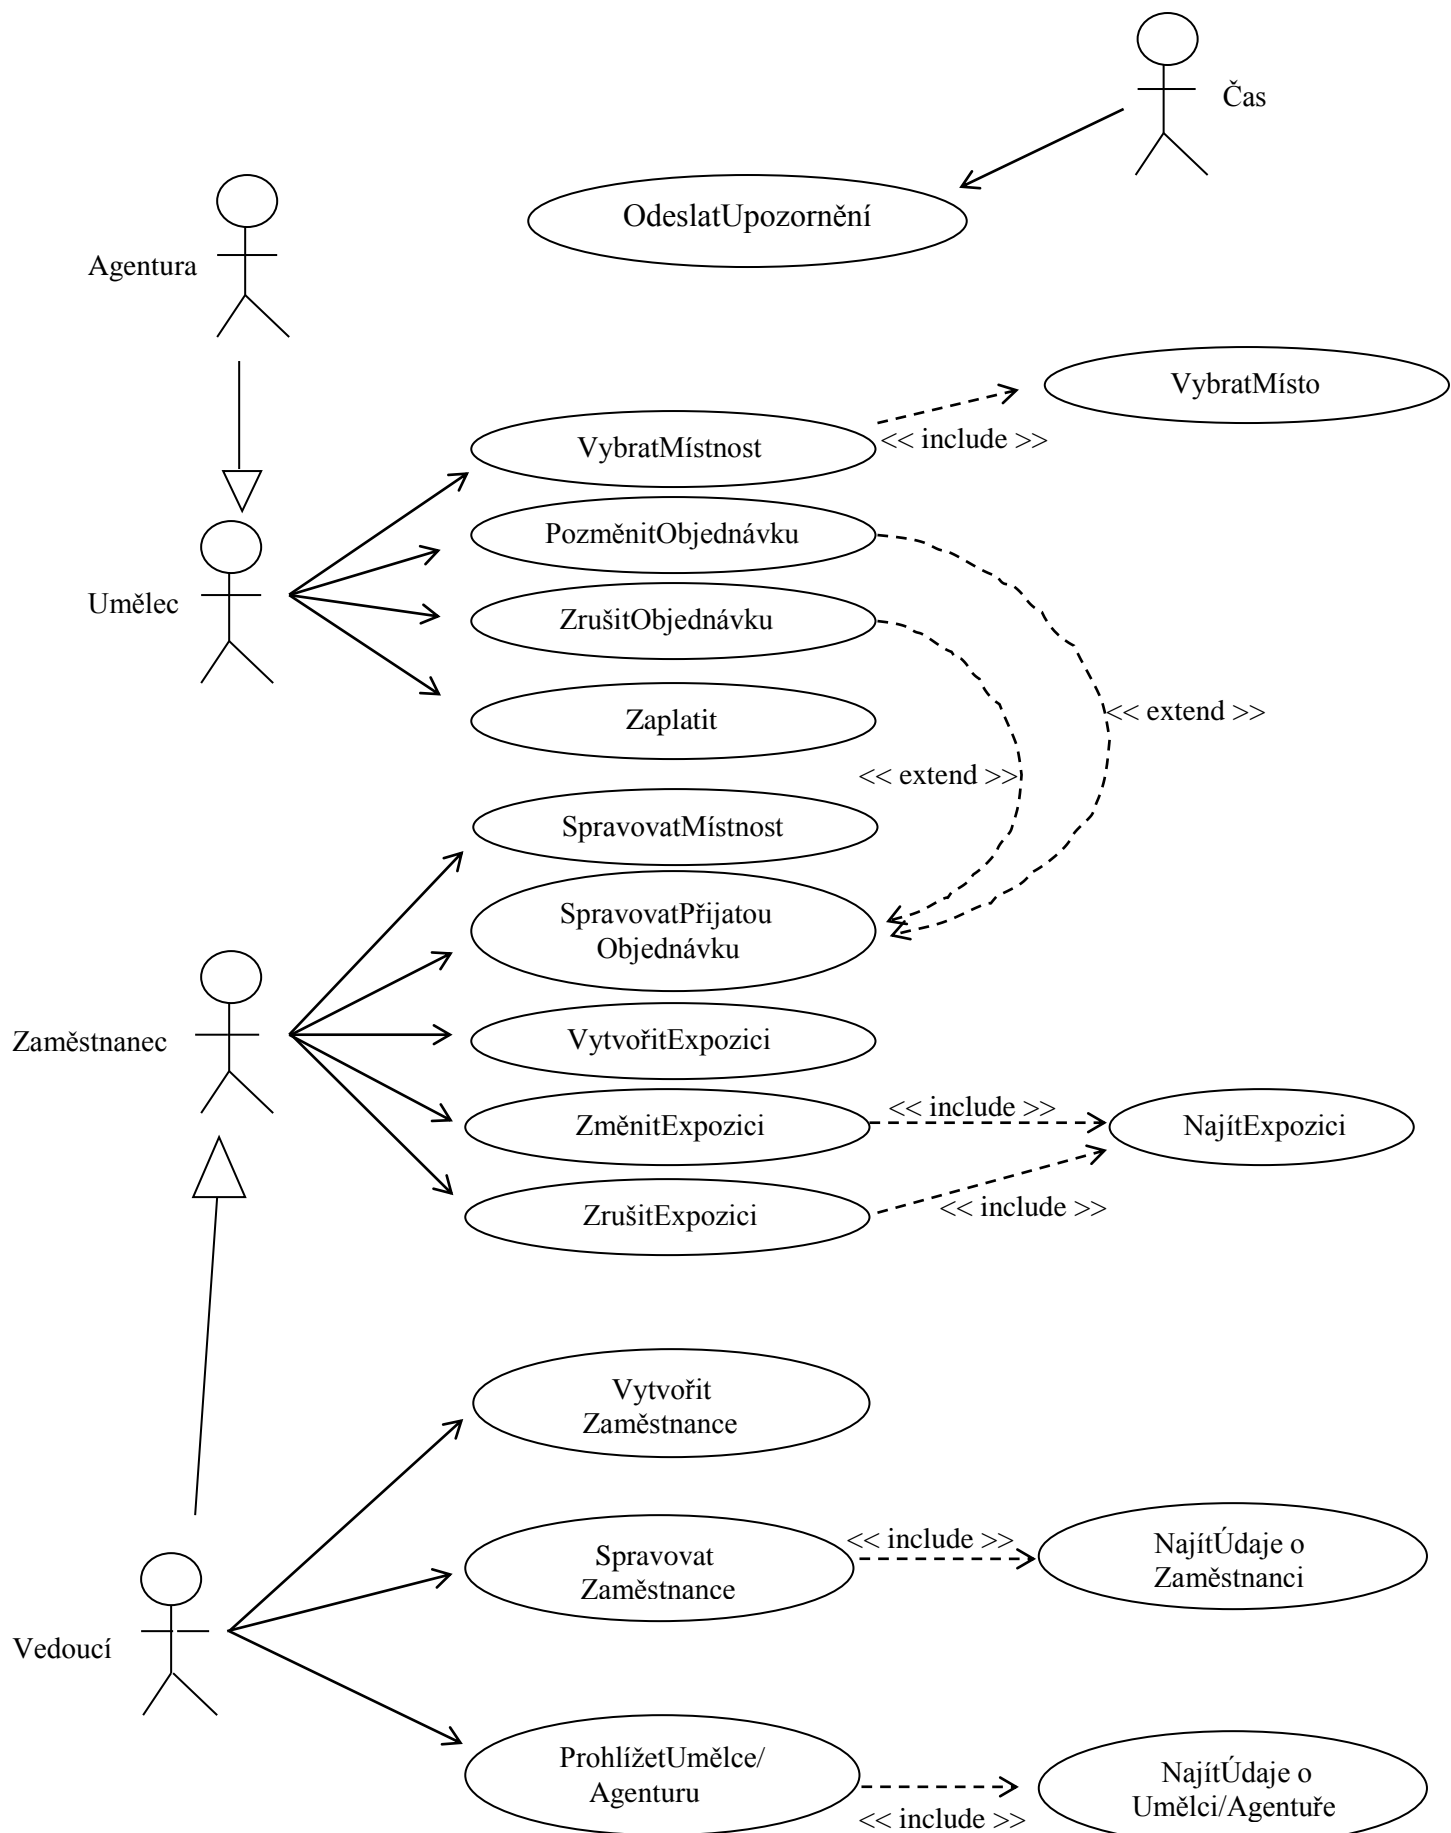 Čas
OdeslatUpozornění
Agentura
VybratMísto
<< include >>
VybratMístnost
PozměnitObjednávku
Umělec
ZrušitObjednávku
<< extend >>
Zaplatit
<< extend >>
SpravovatMístnost
SpravovatPřijatou
Objednávku
Zaměstnanec
VytvořitExpozici
<< include >>
ZměnitExpozici
NajítExpozici
<< include >>
ZrušitExpozici
Vytvořit
Zaměstnance
<< include >>
Spravovat
Zaměstnance
NajítÚdaje o
Zaměstnanci
Vedoucí
ProhlížetUmělce/
Agenturu
<< include >>
NajítÚdaje o
Umělci/Agentuře